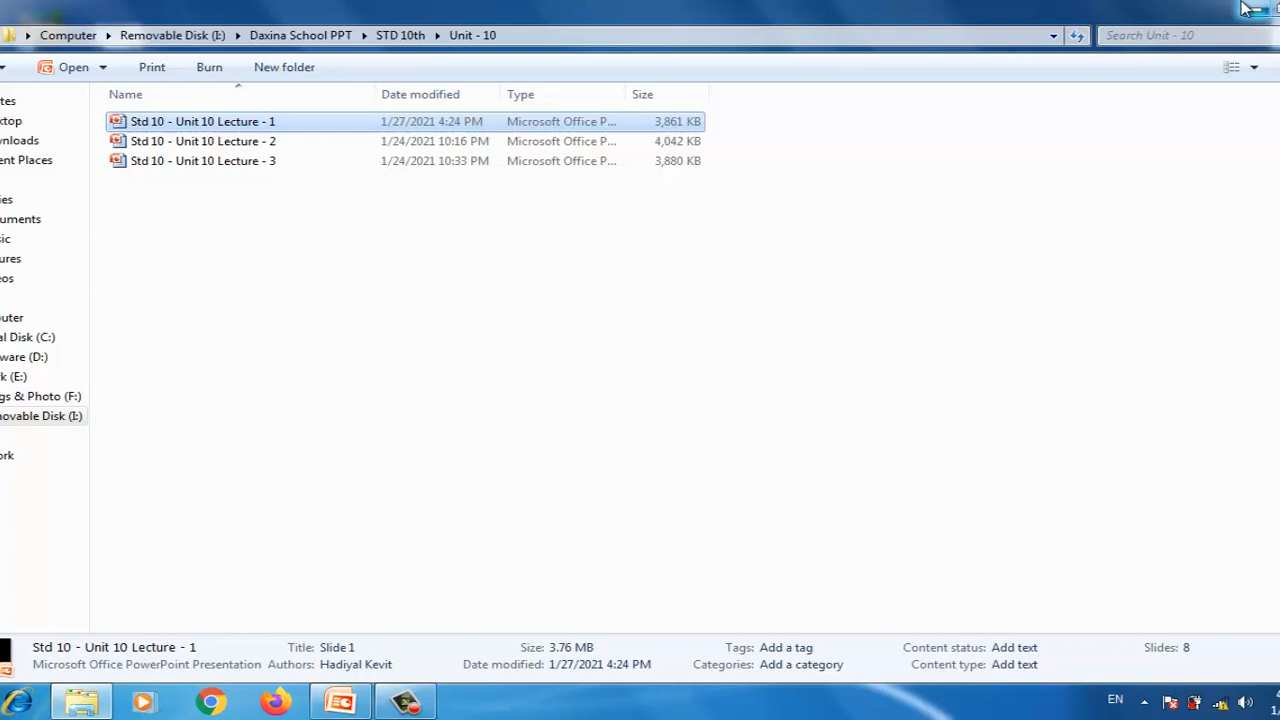 Computer Removable Disk (I:) Daxina School PPT STD 10th Unit - 10 Search Unit - 10
Open Print Burn New folder
Name Date modified Type Size
Std 10 - Unit 10 Lecture - 1 1/27/2021 4:24 PM Microsoft Office P... 3,861 KB
Std 10 - Unit 10 Lecture - 2 1/24/2021 10:16 PM Microsoft Office P... 4,042 KB
Std 10 - Unit 10 Lecture - 3 1/24/2021 10:33 PM Microsoft Office P... 3,880 KB
tes
ktop
wnloads
ent Places
ies
uments
sic
ures
eos
puter
al Disk (C:)
ware (D:)
rk (E:)
gs & Photo (F:)
movable Disk (I:)
ork
Std 10 - Unit 10 Lecture - 1 Title: Slide 1 Size: 3.76 MB Tags: Add a tag Content status: Add text Slides: 8
Microsoft Office PowerPoint Presentation Authors: Hadiyal Kevit Date modified: 1/27/2021 4:24 PM Categories: Add a category Content type: Add text
EN